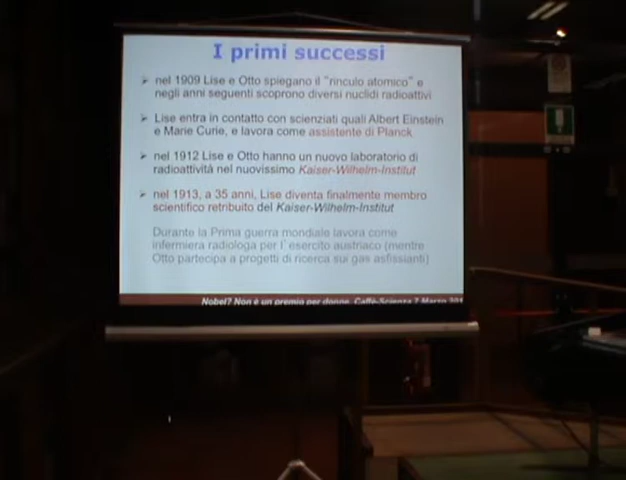 I primi successi
nel 1909 Lise e Otto spiegano il "rinculo atomico" e
negli anni seguenti scoprono diversi nuclidi radioattivi
Lise entra in contatto con scienziati quali Albert Einstein
e Marie Curie, e lavora come assistente di Planck
nel 1912 Lise e Otto hanno un nuovo laboratorio di
radioattività nel nuovissimo Kaiser-Wilhelm-Institut
nel 1913, a 35 anni, Lise diventa finalmente membro
scientifico retribuito del Kaiser-Wilhelm-Institut
Durante la Prima guerra mondiale lavora come
infermiera radiologa per l'esercito austriaco (mentre
Otto partecipa a progetti di ricerca sui gas asfissianti)
Nobel? Non è un premio per donne. Caffè-Scienza 7 Marzo 201